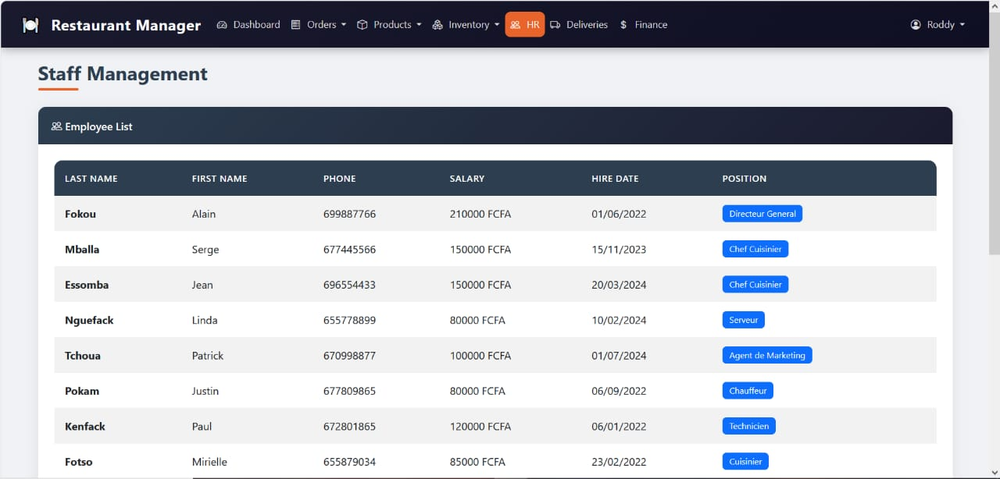 Restaurant Manager Dashboard Orders Products Inventory HR Deliveries $ Finance Roddy
Staff Management
Employee List
LAST NAME FIRST NAME PHONE SALARY HIRE DATE POSITION
Fokou Alain 699887766 210000 FCFA 01/06/2022 Directeur General
Mballa Serge 677445566 150000 FCFA 15/11/2023 Chef Cuisinier
Essomba Jean 696554433 150000 FCFA 20/03/2024 Chef Cuisinier
Nguefack Linda 655778899 80000 FCFA 10/02/2024 Serveur
Tchoua Patrick 670998877 100000 FCFA 01/07/2024 Agent de Marketing
Pokam Justin 677809865 80000 FCFA 06/09/2022 Chauffeur
Kenfack Paul 672801865 120000 FCFA 06/01/2022 Technicien
Fotso Mirielle 655879034 85000 FCFA 23/02/2022 Cuisinier